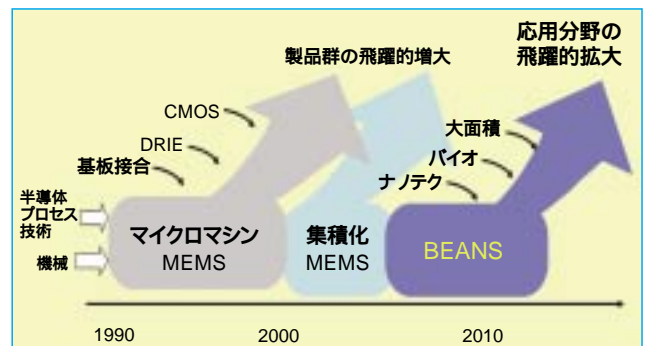 応用分野の
飛躍的拡大
製品群の飛躍的増大
CMOS
DRIE
基板接合
大面積
バイオ
ナノテク
半導体
プロセス
技術
機械
マイクロマシン
MEMS
集積化
MEMS
BEANS
1990
2000
2010